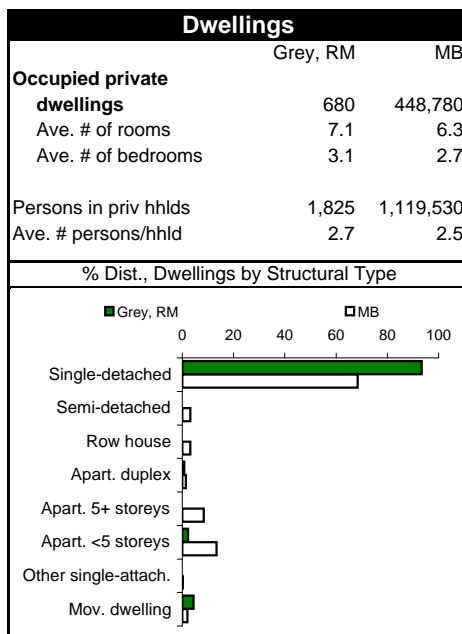 Dwellings
Grey, RM MB
Occupied private
dwellings 680 448,780
Ave. # of rooms 7.1 6.3
Ave. # of bedrooms 3.1 2.7
Persons in priv hhlds 1,825 1,119,530
Ave. # persons/hhld 2.7 2.5
% Dist., Dwellings by Structural Type
Grey, RM MB
0 20 40 60 80 100
Single-detached
Semi-detached
Row house
Apart. duplex
Apart. 5+ storeys
Apart. <5 storeys
Other single-attach.
Mov. dwelling